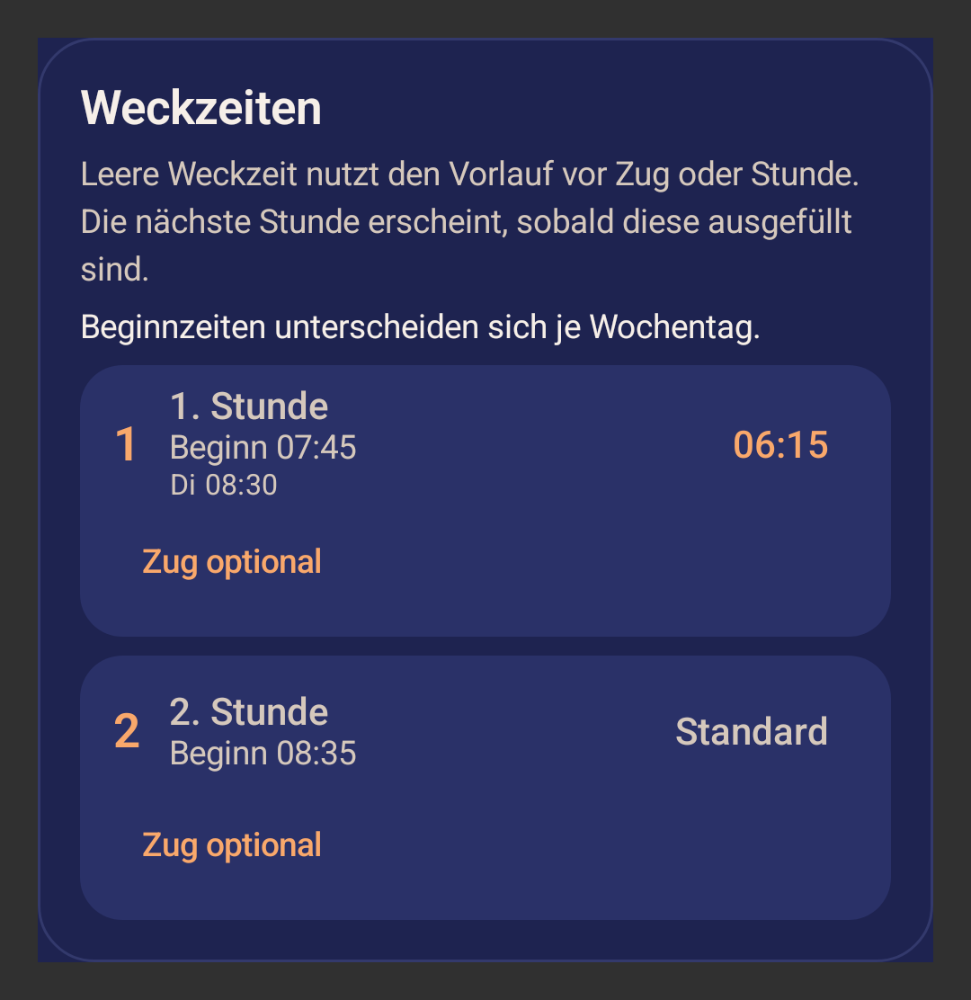 Weckzeiten
Leere Weckzeit nutzt den Vorlauf vor Zug oder Stunde.
Die nächste Stunde erscheint, sobald diese ausgefüllt
sind.
Beginnzeiten unterscheiden sich je Wochentag.
1
1. Stunde
Beginn 07:45
Di 08:30
06:15
Zug optional
2
2. Stunde
Beginn 08:35
Standard
Zug optional